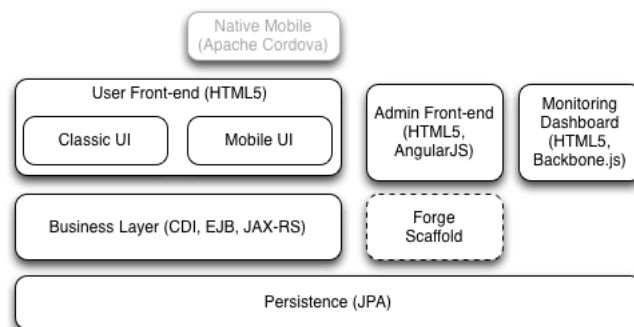 Native Mobile
(Apache Cordova)
User Front-end (HTML5)
Classic UI
Mobile UI
Admin Front-end
(HTML5,
AngularJS)
Monitoring
Dashboard
(HTML5,
Backbone.js)
Business Layer (CDI, EJB, JAX-RS)
Forge
Scaffold
Persistence (JPA)